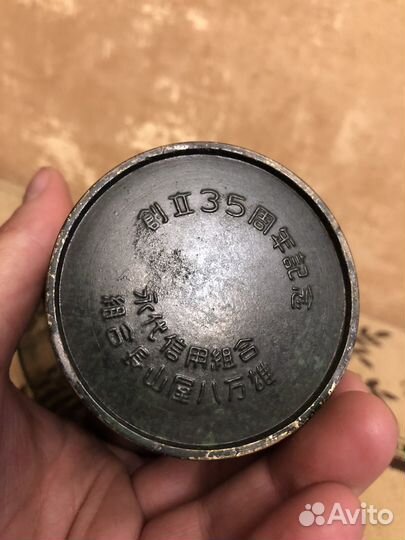 創立35周年記念
永代信用組合
組合長山屋八万雄
Avito